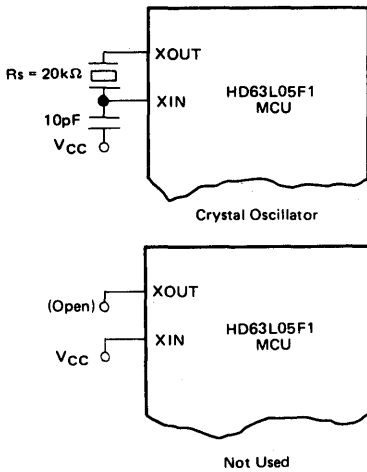 XOUT
Rs = 20kΩ
XIN
HD63L05F1
MCU
10pF
VCC
Crystal Oscillator
XOUT
(Open)
HD63L05F1
MCU
XIN
VCC
Not Used